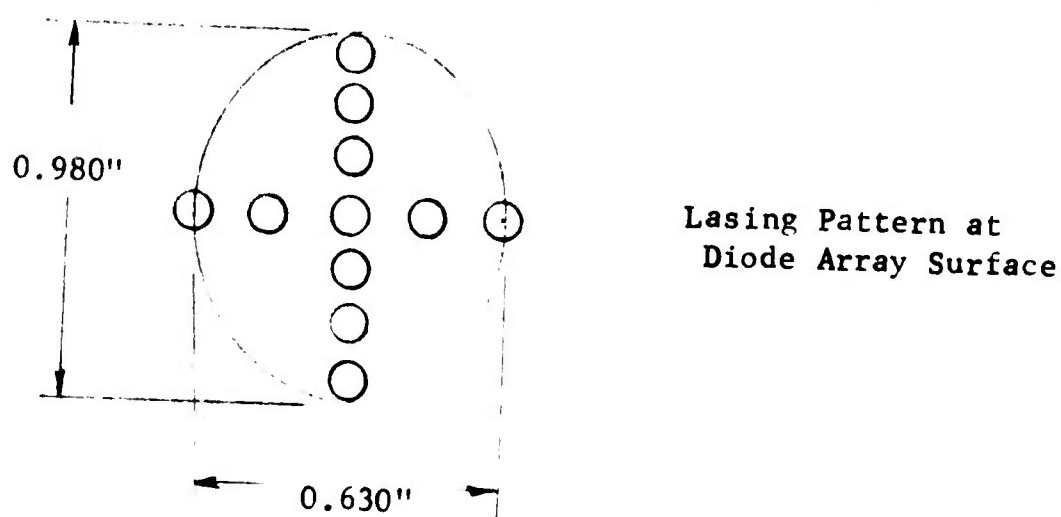 0.980"
Lasing Pattern at
Diode Array Surface
0.630"